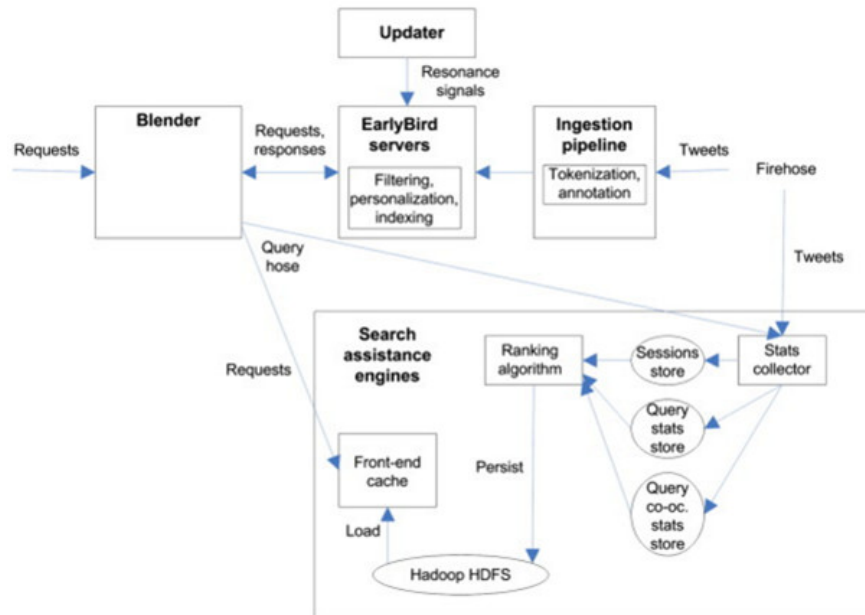 Updater
Resonance
signals
Blender
Requests
Requests,
responses
EarlyBird
servers
Filtering,
personalization,
indexing
Ingestion
pipeline
Tokenization,
annotation
Tweets
Firehose
Query
hose
Tweets
Search
assistance
engines
Requests
Ranking
algorithm
Sessions
store
Stats
collector
Query
stats
store
Front-end
cache
Persist
Query
co-oc.
stats
store
Load
Hadoop HDFS